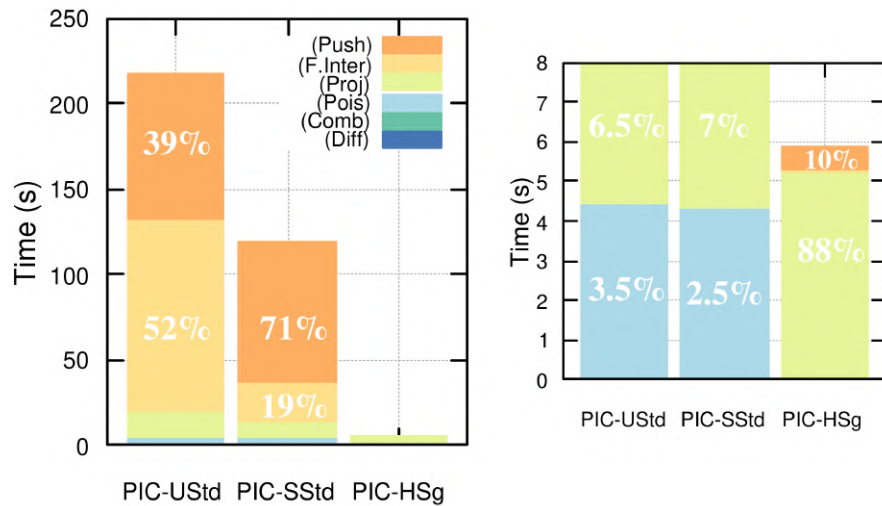 250
200
150
100
50
0
Time (s)
(Push)
(F.Inter)
(Proj)
(Pois)
(Comb)
(Diff)
39%
52%
71%
19%
PIC-UStd PIC-SStd PIC-HSg
8
7
6
5
4
3
2
1
0
Time (s)
6.5% 7%
10%
88%
3.5% 2.5%
PIC-UStd PIC-SStd PIC-HSg